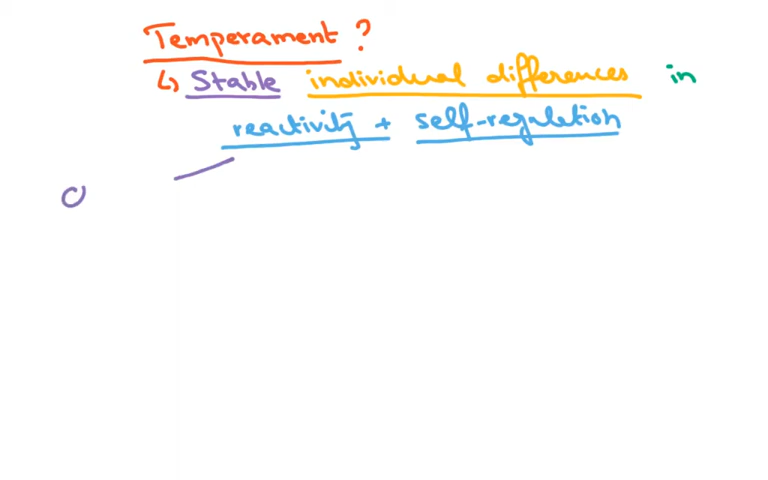 Temperament ?
↳ Stable individual differences in
reactivity + self-regulation